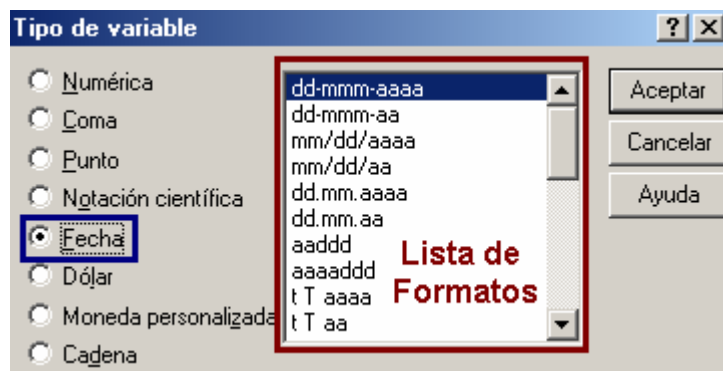 Tipo de variable
Numérica
Coma
Punto
Notación científica
Fecha
Dólar
Moneda personalizada
Cadena
dd-mmm-aaaa
dd-mmm-aa
mm/dd/aaaa
mm/dd/aa
dd.mm.aaaa
dd.mm.aa
aaddd
aaaaddd
t T aaaa
t T aa
Lista de
Formatos
Aceptar
Cancelar
Ayuda